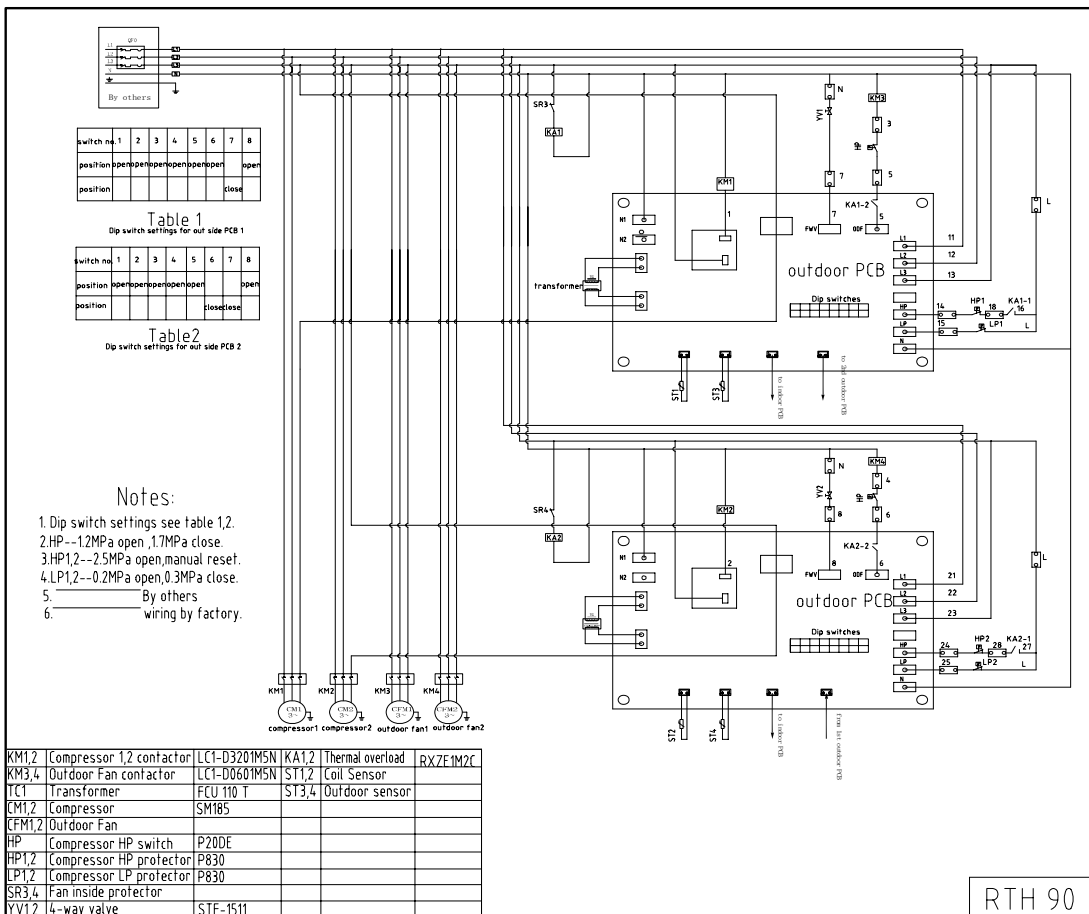 QF0
L1
L2
L3
N
L1
L2
L3
N
By others
switch no. 1 2 3 4 5 6 7 8
position open open open open open open open
position close
Table 1
Dip switch settings for out side PCB 1
switch no. 1 2 3 4 5 6 7 8
position open open open open open open
position close close
Table2
Dip switch settings for out side PCB 2
Notes:
1. Dip switch settings see table 1,2.
2.HP--1.2MPa open ,1.7MPa close.
3.HP1,2--2.5MPa open,manual reset.
4.LP1,2--0.2MPa open,0.3MPa close.
5. By others
6. wiring by factory.
SR3
KA1
KM1
N
YV1
7
KM3
3
HP
5
KA1-2
L
N1
N2
1
7
FWV
5
ODF
transformer
outdoor PCB
Dip switches
L1 11
L2 12
L3 13
HP 14 HP1 18 KA1-1 16
LP 15 LP1 L
N
ST1
ST3
to indoor PCB
to 2nd outdoor PCB
SR4
KA2
KM2
N
YV2
8
KM4
4
HP
6
KA2-2
L
N1
N2
2
8
FWV
6
ODF
outdoor PCB
Dip switches
L1 21
L2 22
L3 23
HP 24 HP2 28 KA2-1 27
LP 25 LP2 L
N
ST2
ST4
to indoor PCB
from 1st outdoor PCB
KM1 KM2 KM3 KM4
CM1 3~
CM2 3~
CFM1 3~
CFM2 3~
compressor1 compressor2 outdoor fan1 outdoor fan2
KM1,2 Compressor 1,2 contactor LC1-D3201M5N KA1,2 Thermal overload RXZE1M2C
KM3,4 Outdoor Fan contactor LC1-D0601M5N ST1,2 Coil Sensor
TC1 Transformer FCU 110 T ST3,4 Outdoor sensor
CM1,2 Compressor SM185
CFM1,2 Outdoor Fan
HP Compressor HP switch P20DE
HP1,2 Compressor HP protector P830
LP1,2 Compressor LP protector P830
SR3,4 Fan inside protector
YV1,2 4-way valve STF-1511
RTH 90